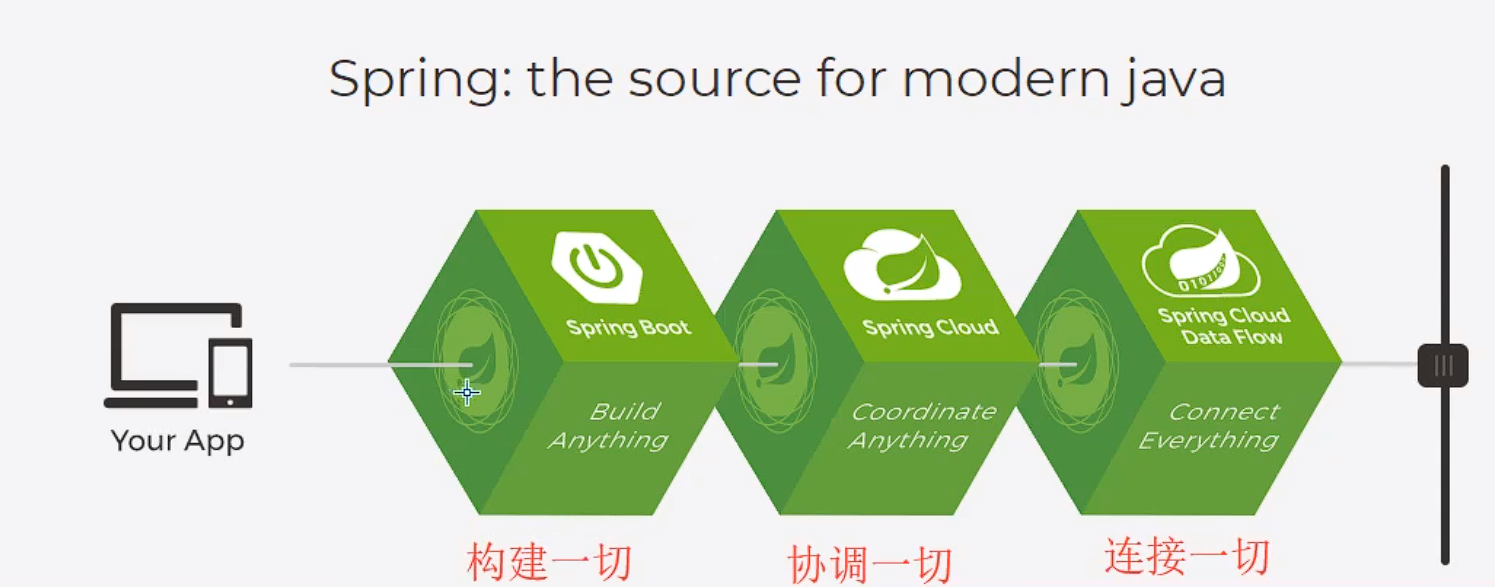 Spring: the source for modern java
Your App
Spring Boot
Build
Anything
Spring Cloud
Coordinate
Anything
Spring Cloud
Data Flow
010110
Connect
Everything
构建一切
协调一切
连接一切